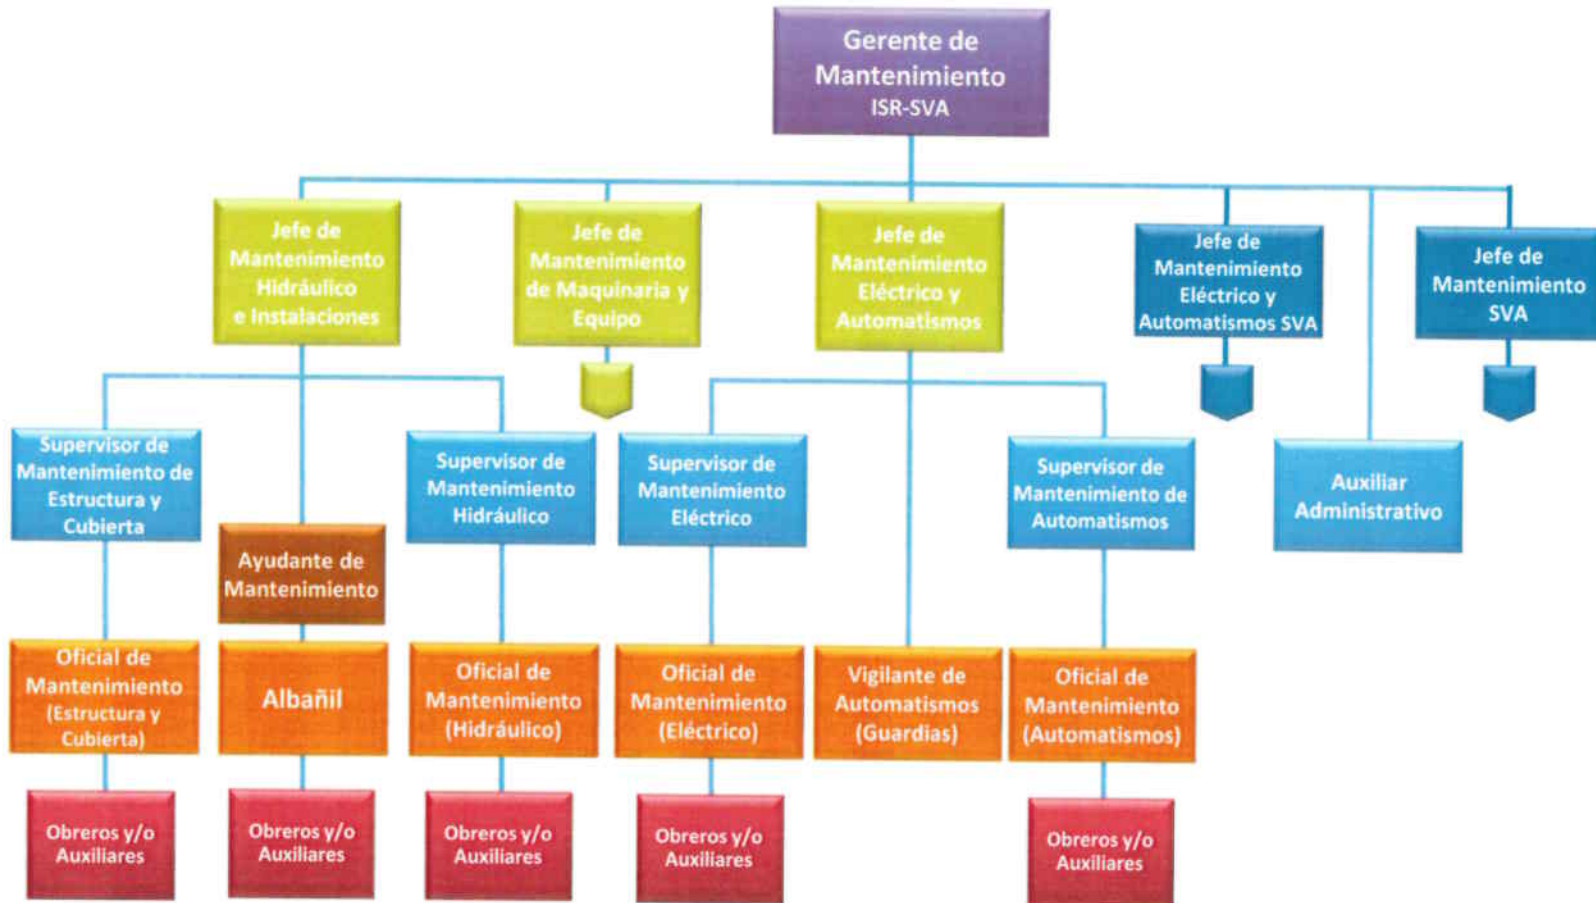 Gerente de
Mantenimiento
ISR-SVA
Jefe de
Mantenimiento
Hidráulico
e Instalaciones
Jefe de
Mantenimiento
de Maquinaria y
Equipo
Jefe de
Mantenimiento
Eléctrico y
Automatismos
Jefe de
Mantenimiento
Eléctrico y
Automatismos SVA
Jefe de
Mantenimiento
SVA
Supervisor de
Mantenimiento de
Estructura y
Cubierta
Ayudante de
Mantenimiento
Supervisor de
Mantenimiento
Hidráulico
Supervisor de
Mantenimiento
Eléctrico
Supervisor de
Mantenimiento de
Automatismos
Auxiliar
Administrativo
Oficial de
Mantenimiento
(Estructura y
Cubierta)
Albañil
Oficial de
Mantenimiento
(Hidráulico)
Oficial de
Mantenimiento
(Eléctrico)
Vigilante de
Automatismos
(Guardias)
Oficial de
Mantenimiento
(Automatismos)
Obreros y/o
Auxiliares
Obreros y/o
Auxiliares
Obreros y/o
Auxiliares
Obreros y/o
Auxiliares
Obreros y/o
Auxiliares